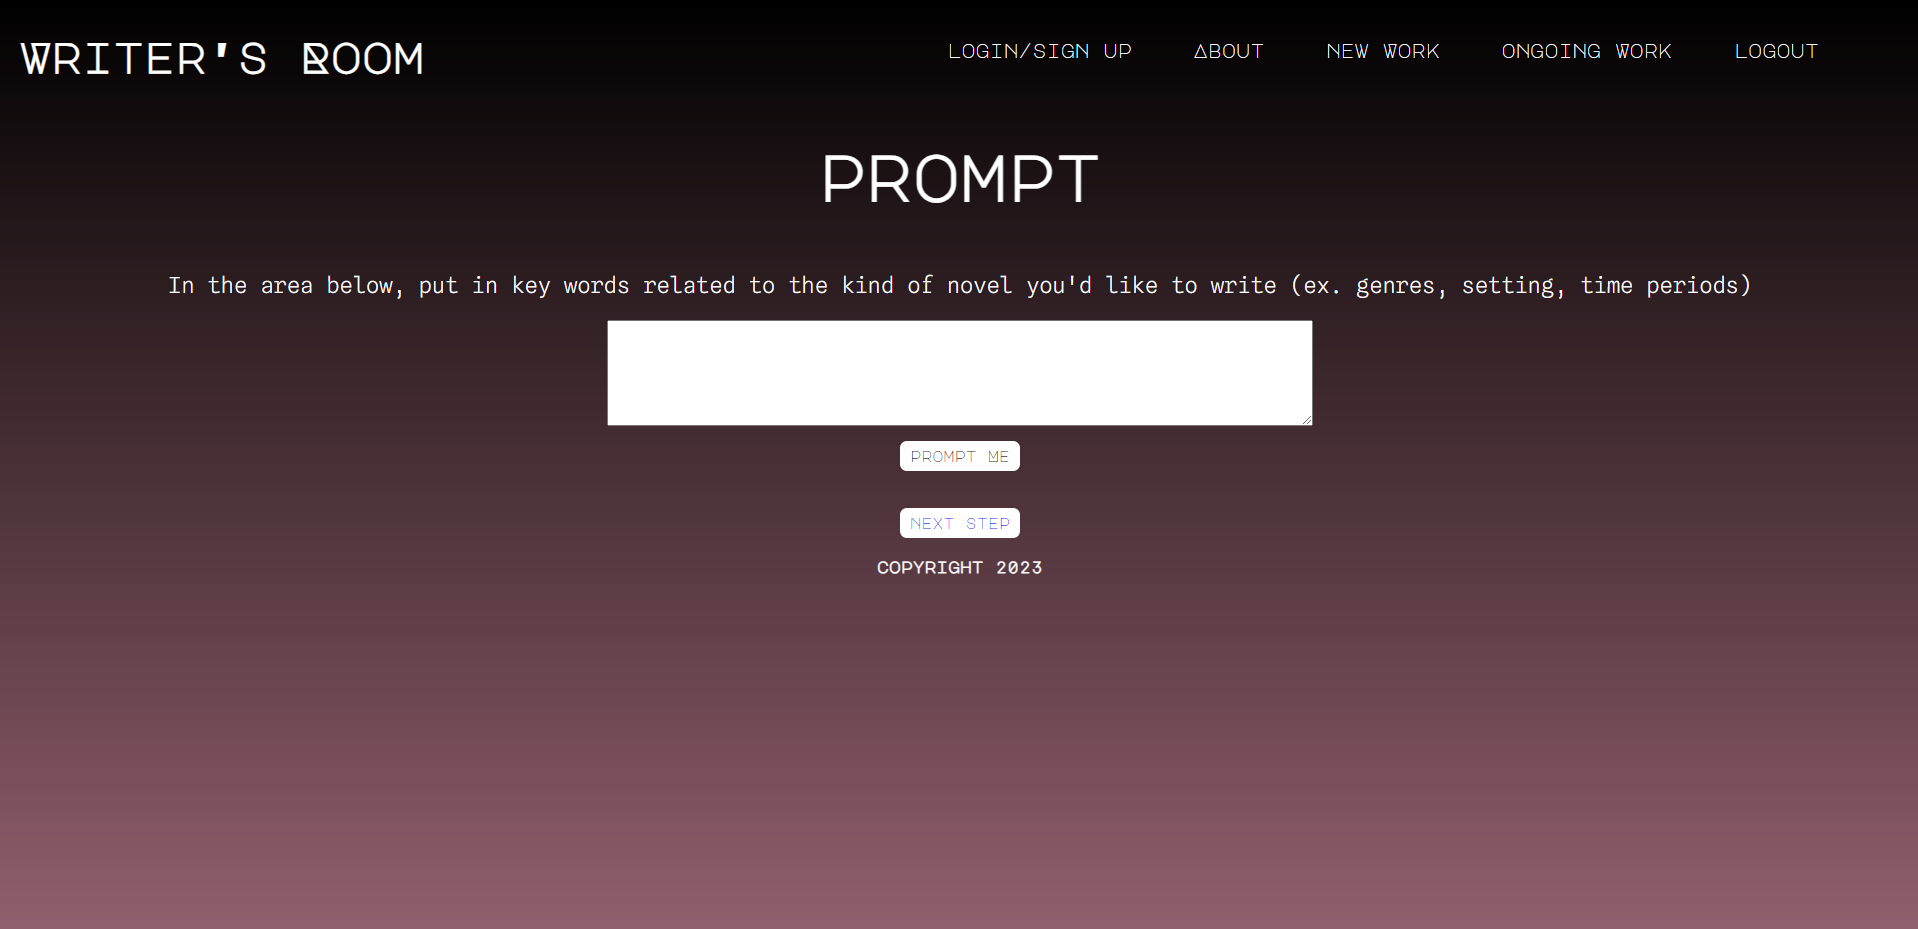 WRITER'S ROOM
LOGIN/SIGN UP ABOUT NEW WORK ONGOING WORK LOGOUT
PROMPT
In the area below, put in key words related to the kind of novel you'd like to write (ex. genres, setting, time periods)
PROMPT ME
NEXT STEP
COPYRIGHT 2023